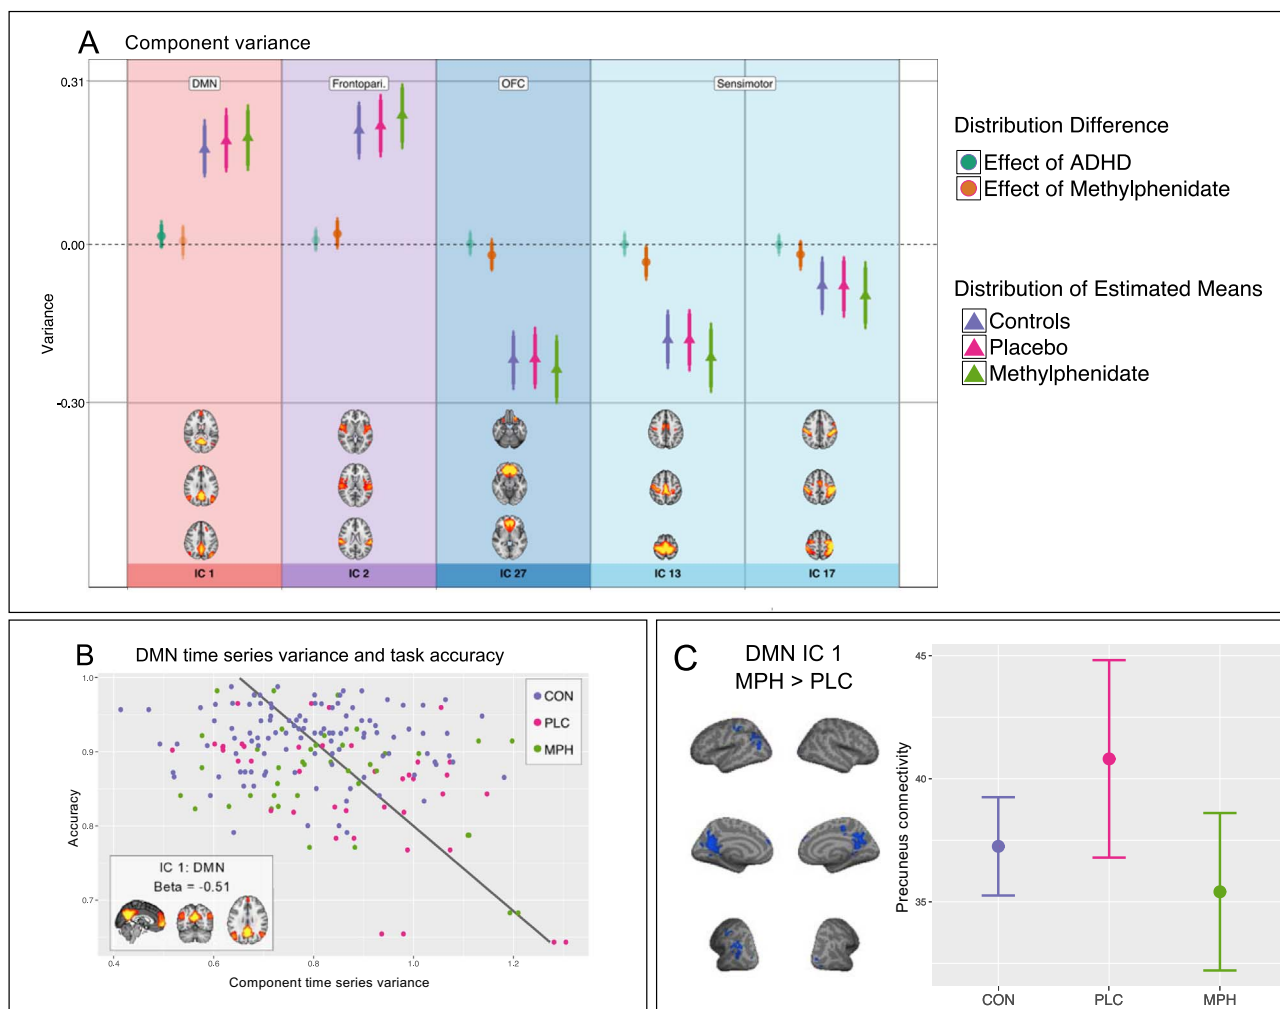 A Component variance
0.31
0.00
-0.30
Variance
DMN
Frontopari.
OFC
Sensimotor
IC 1
IC 2
IC 27
IC 13
IC 17
Distribution Difference
Effect of ADHD
Effect of Methylphenidate
Distribution of Estimated Means
Controls
Placebo
Methylphenidate
B DMN time series variance and task accuracy
1.0
0.9
0.8
0.7
Accuracy
CON
PLC
MPH
IC 1: DMN
Beta = -0.51
0.4 0.6 0.8 1.0 1.2
Component time series variance
C DMN IC 1
MPH > PLC
45
40
35
Precuneus connectivity
CON PLC MPH